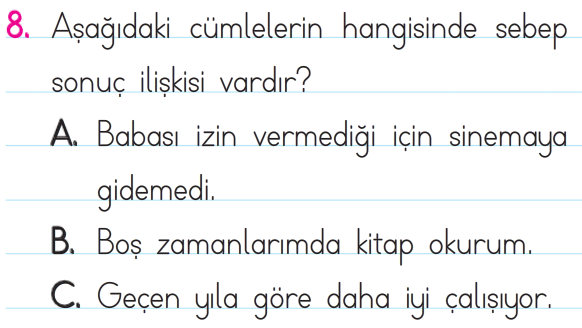 8. Aşağıdaki cümlelerin hangisinde sebep
sonuç ilişkisi vardır?
A. Babası izin vermediği için sinemaya
gidemedi.
B. Boş zamanlarımda kitap okurum.
C. Geçen yıla göre daha iyi çalışıyor.